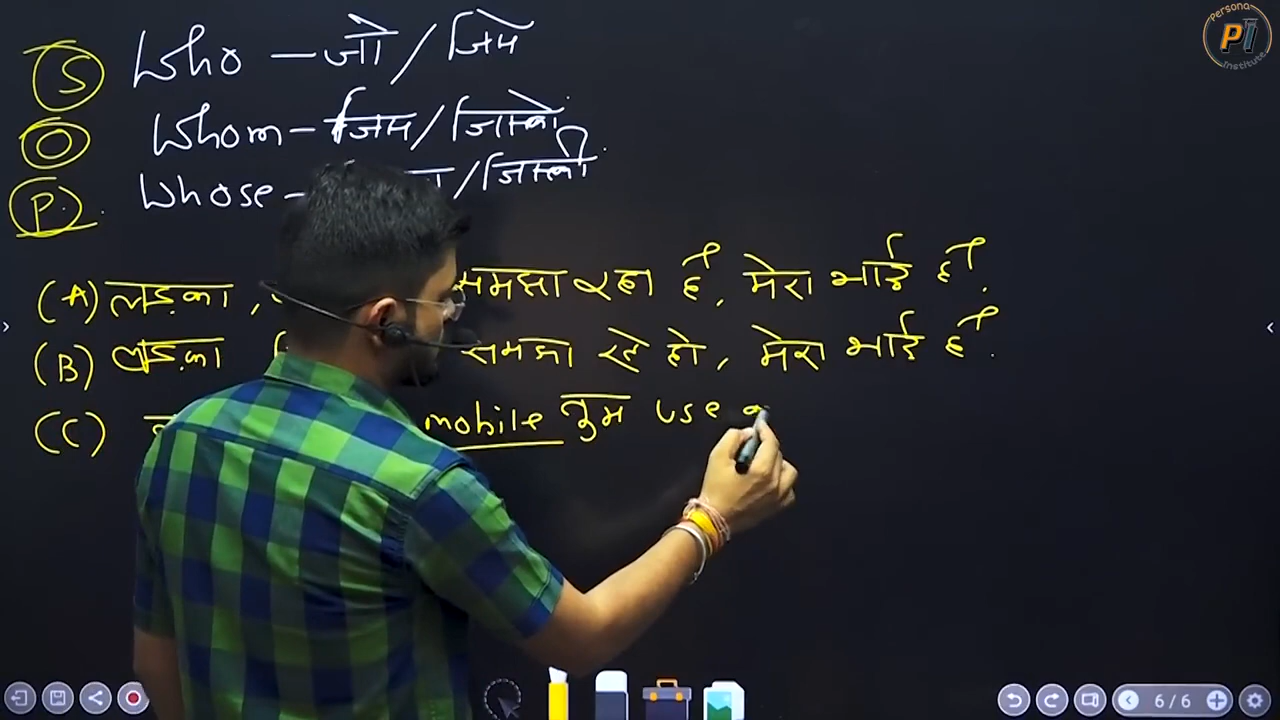 S Who – जो / जिसे
O Whom – जिसे / जिसको
P. Whose – / जिसकी
(A) लड़का , समझा रहा है, मेरा भाई है.
(B) लड़का समझा रहे हो, मेरा भाई है.
(C) mobile तुम use
Persona
PI
institute
6/6